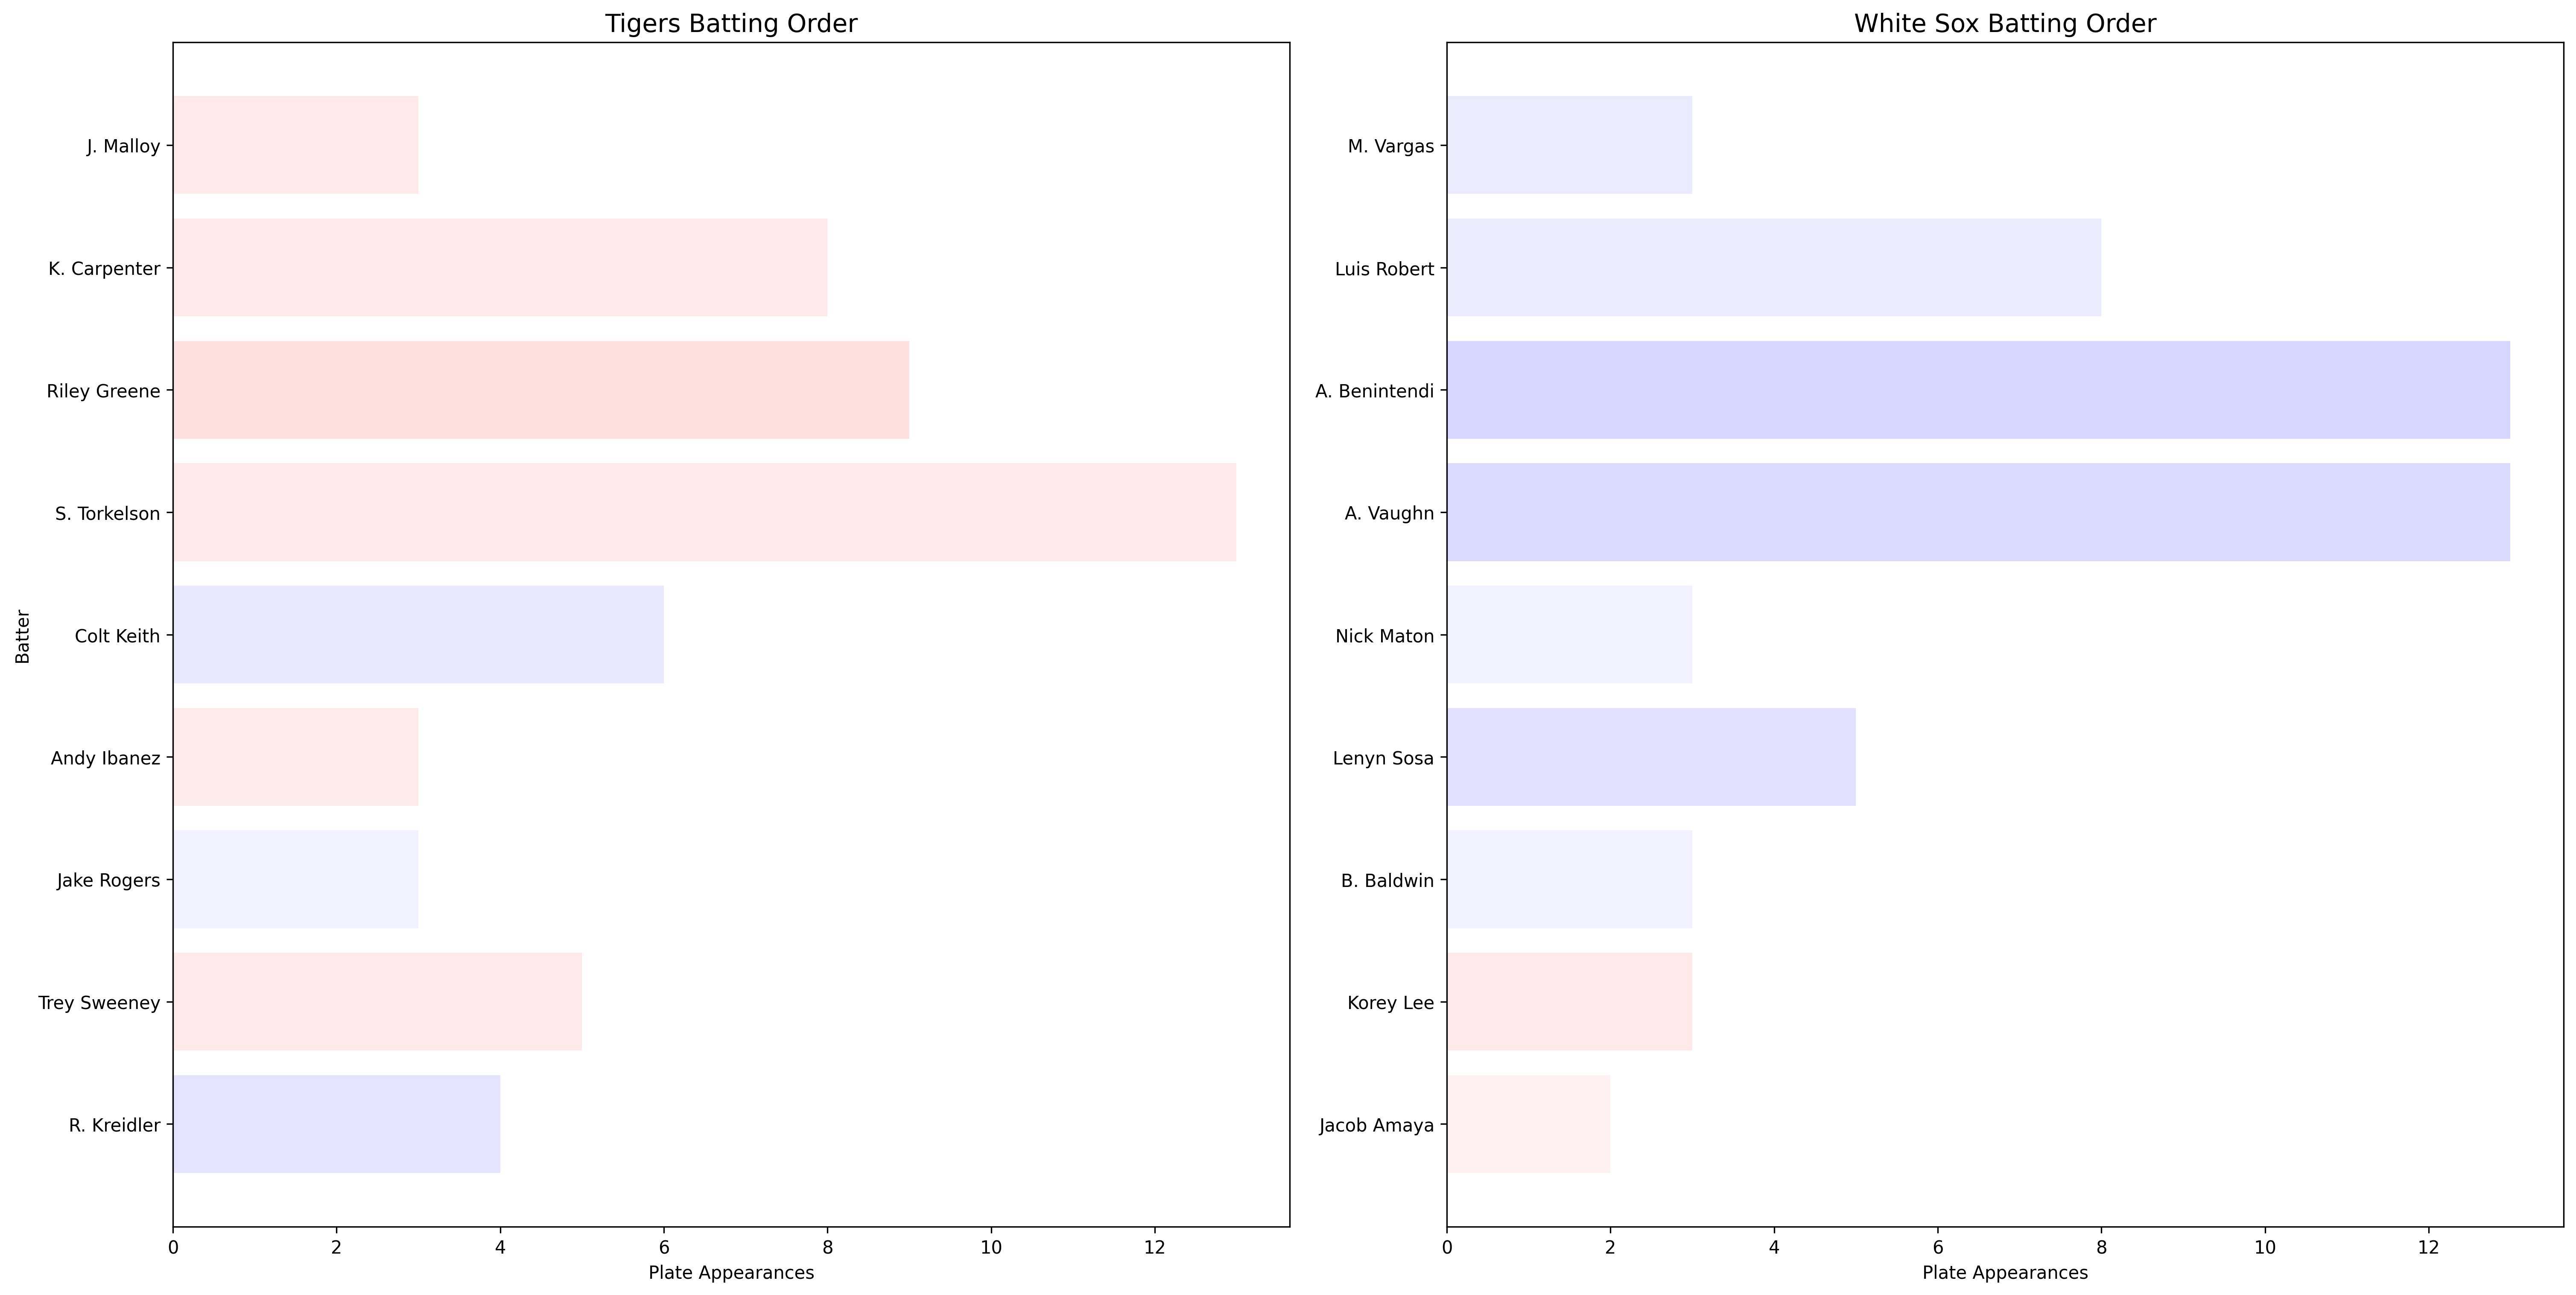 Tigers Batting Order
Batter
J. Malloy
K. Carpenter
Riley Greene
S. Torkelson
Colt Keith
Andy Ibanez
Jake Rogers
Trey Sweeney
R. Kreidler
0 2 4 6 8 10 12
Plate Appearances
White Sox Batting Order
M. Vargas
Luis Robert
A. Benintendi
A. Vaughn
Nick Maton
Lenyn Sosa
B. Baldwin
Korey Lee
Jacob Amaya
0 2 4 6 8 10 12
Plate Appearances